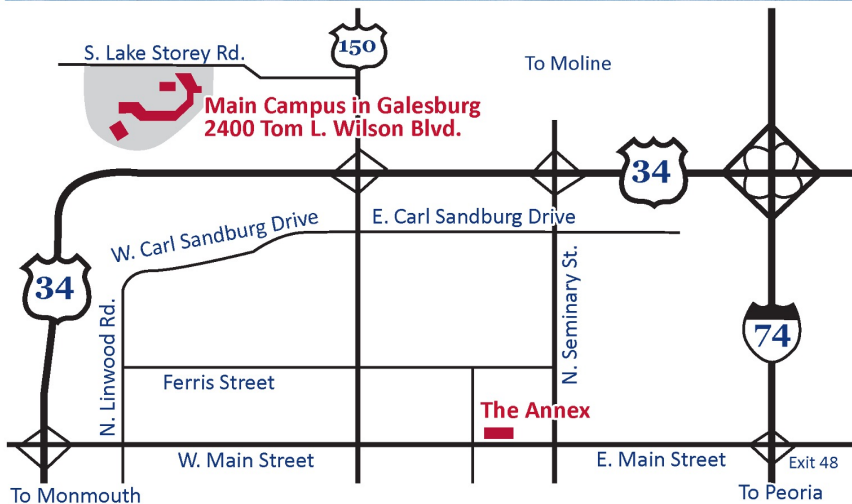 S. Lake Storey Rd.
150
To Moline
Main Campus in Galesburg
2400 Tom L. Wilson Blvd.
34
W. Carl Sandburg Drive
E. Carl Sandburg Drive
34
N. Linwood Rd.
N. Seminary St.
74
Ferris Street
The Annex
W. Main Street
E. Main Street
Exit 48
To Monmouth
To Peoria